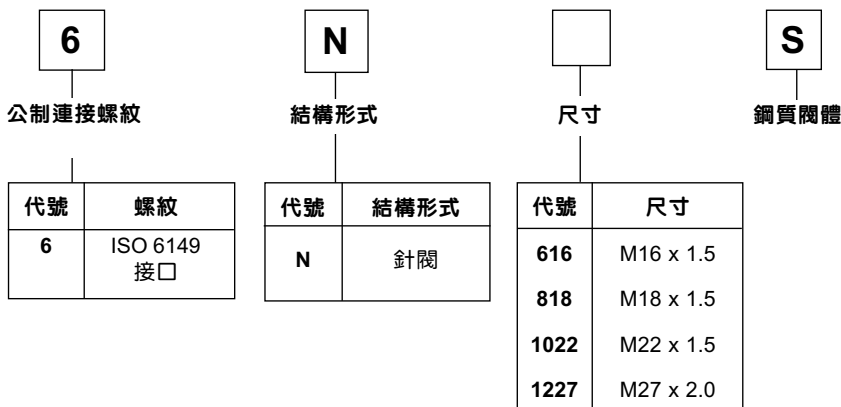 6 N S
公制連接螺紋 結構形式 尺寸 鋼質閥體
代號 螺紋
6 ISO 6149
接口
代號 結構形式
N 針閥
代號 尺寸
616 M16 x 1.5
818 M18 x 1.5
1022 M22 x 1.5
1227 M27 x 2.0